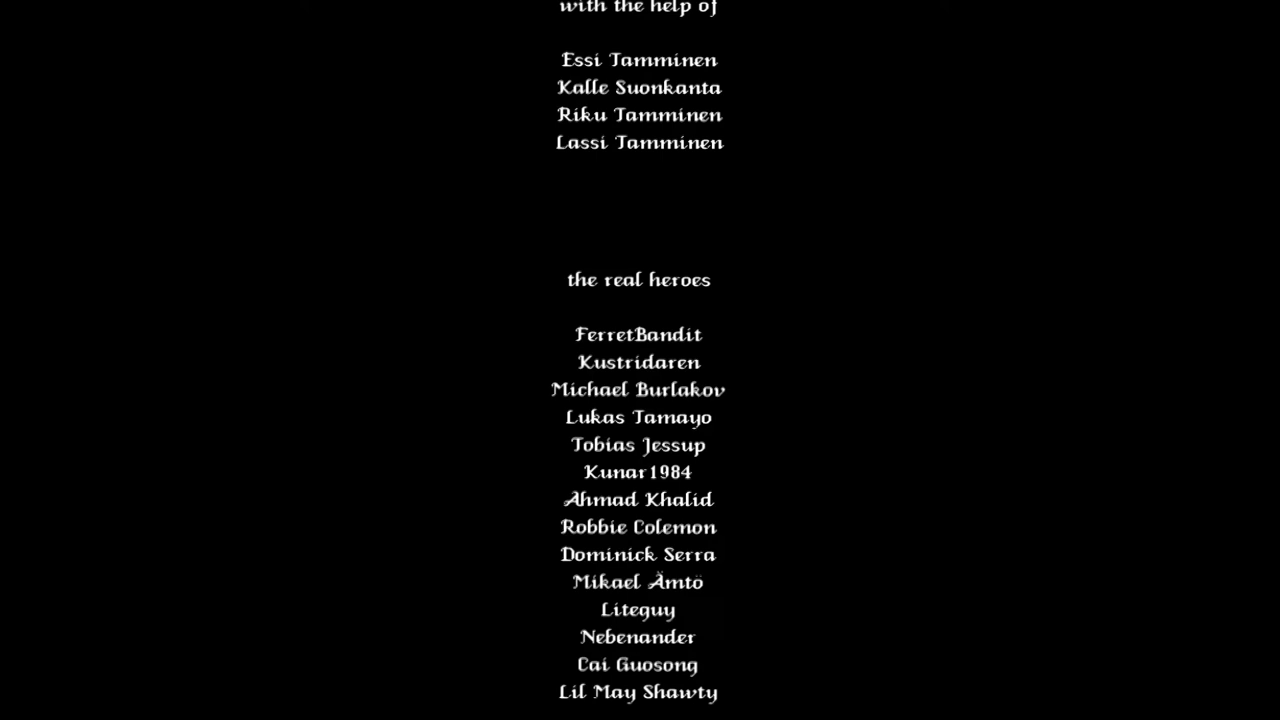 with the help of
Essi Tamminen
Kalle Suonkanta
Riku Tamminen
Lassi Tamminen
the real heroes
FerretBandit
Kustridaren
Michael Burlakov
Lukas Tamayo
Tobias Jessup
Kunar1984
Ahmad Khalid
Robbie Colemon
Dominick Serra
Mikael Ämtö
Liteguy
Nebenander
Cai Guosong
Lil May Shawty